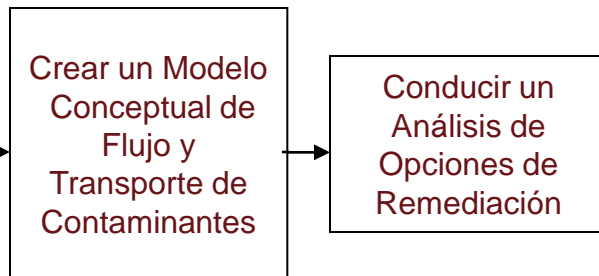 Crear un Modelo
Conceptual de
Flujo y
Transporte de
Contaminantes
Conducir un
Análisis de
Opciones de
Remediación